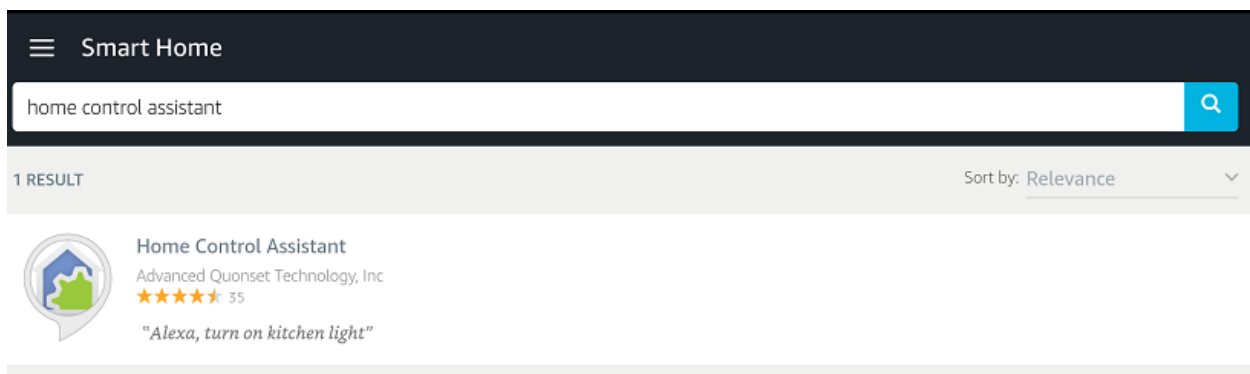 Smart Home
home control assistant
1 RESULT
Sort by: Relevance
Home Control Assistant
Advanced Quonset Technology, Inc
35
"Alexa, turn on kitchen light"